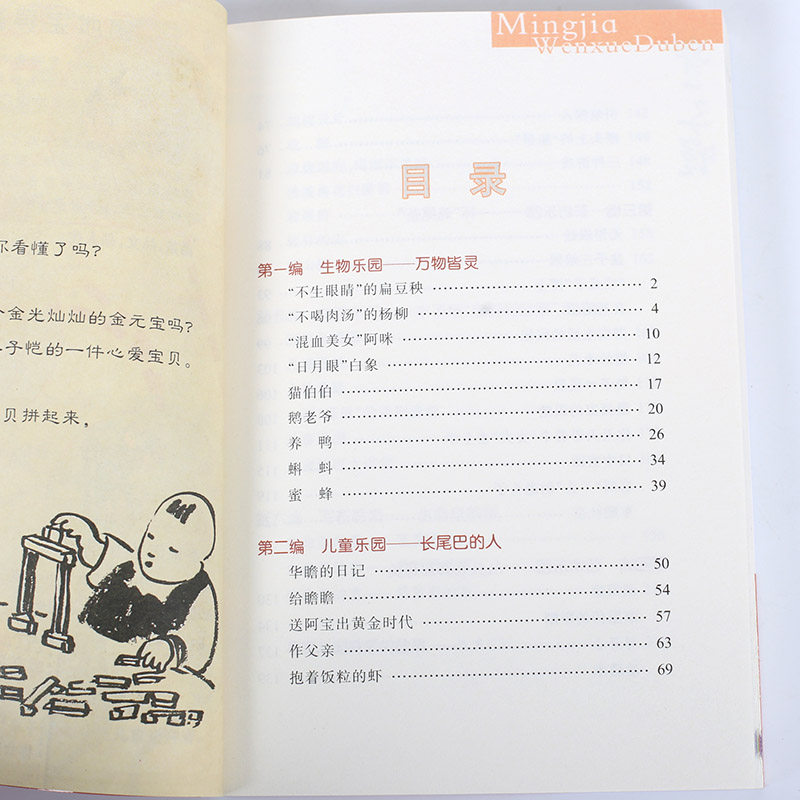 你看懂了吗?
金光灿灿的金元宝吗?
子恺的一件心爱宝贝。
贝拼起来,
Mingjia
WenxueDuben
目 录
第一编 生物乐园——万物皆灵
“不生眼睛”的扁豆秧 2
“不喝肉汤”的杨柳 4
“混血美女”阿咪 10
“日月眼”白象 12
猫伯伯 17
鹅老爷 20
养 鸭 26
蝌 蚪 34
蜜 蜂 39
第二编 儿童乐园——长尾巴的人
华瞻的日记 50
给瞻瞻 54
送阿宝出黄金时代 57
作父亲 63
抱着饭粒的虾 69